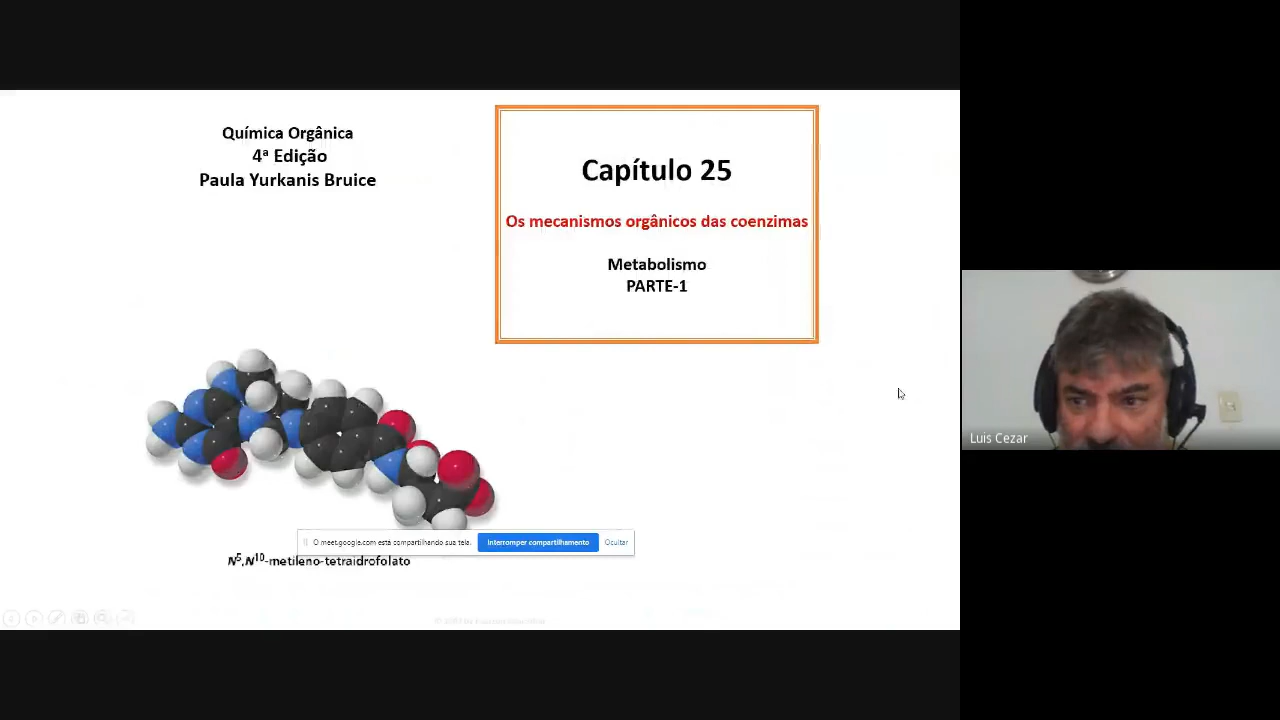 Química Orgânica
4ª Edição
Paula Yurkanis Bruice
Capítulo 25
Os mecanismos orgânicos das coenzimas
Metabolismo
PARTE-1
Luis Cezar
O meet.google.com está compartilhando sua tela.
Interromper compartilhamento
Ocultar
N⁵,N¹⁰-metileno-tetraidrofolato